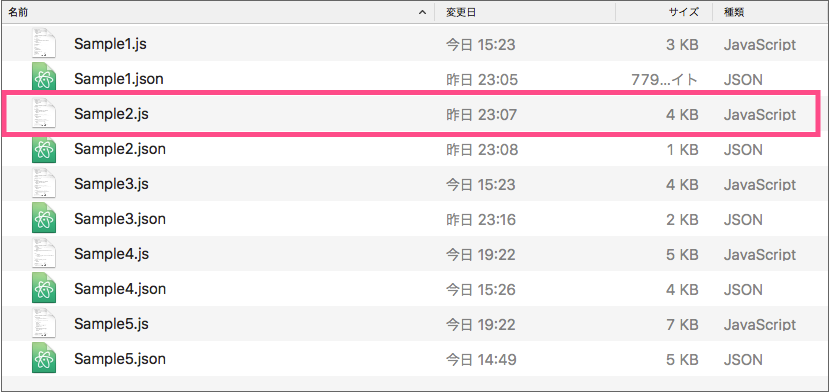 名前 変更日 サイズ 種類
Sample1.js 今日 15:23 3 KB JavaScript
Sample1.json 昨日 23:05 779...イト JSON
Sample2.js 昨日 23:07 4 KB JavaScript
Sample2.json 昨日 23:08 1 KB JSON
Sample3.js 今日 15:23 4 KB JavaScript
Sample3.json 昨日 23:16 2 KB JSON
Sample4.js 今日 19:22 5 KB JavaScript
Sample4.json 今日 15:26 4 KB JSON
Sample5.js 今日 19:22 7 KB JavaScript
Sample5.json 今日 14:49 5 KB JSON